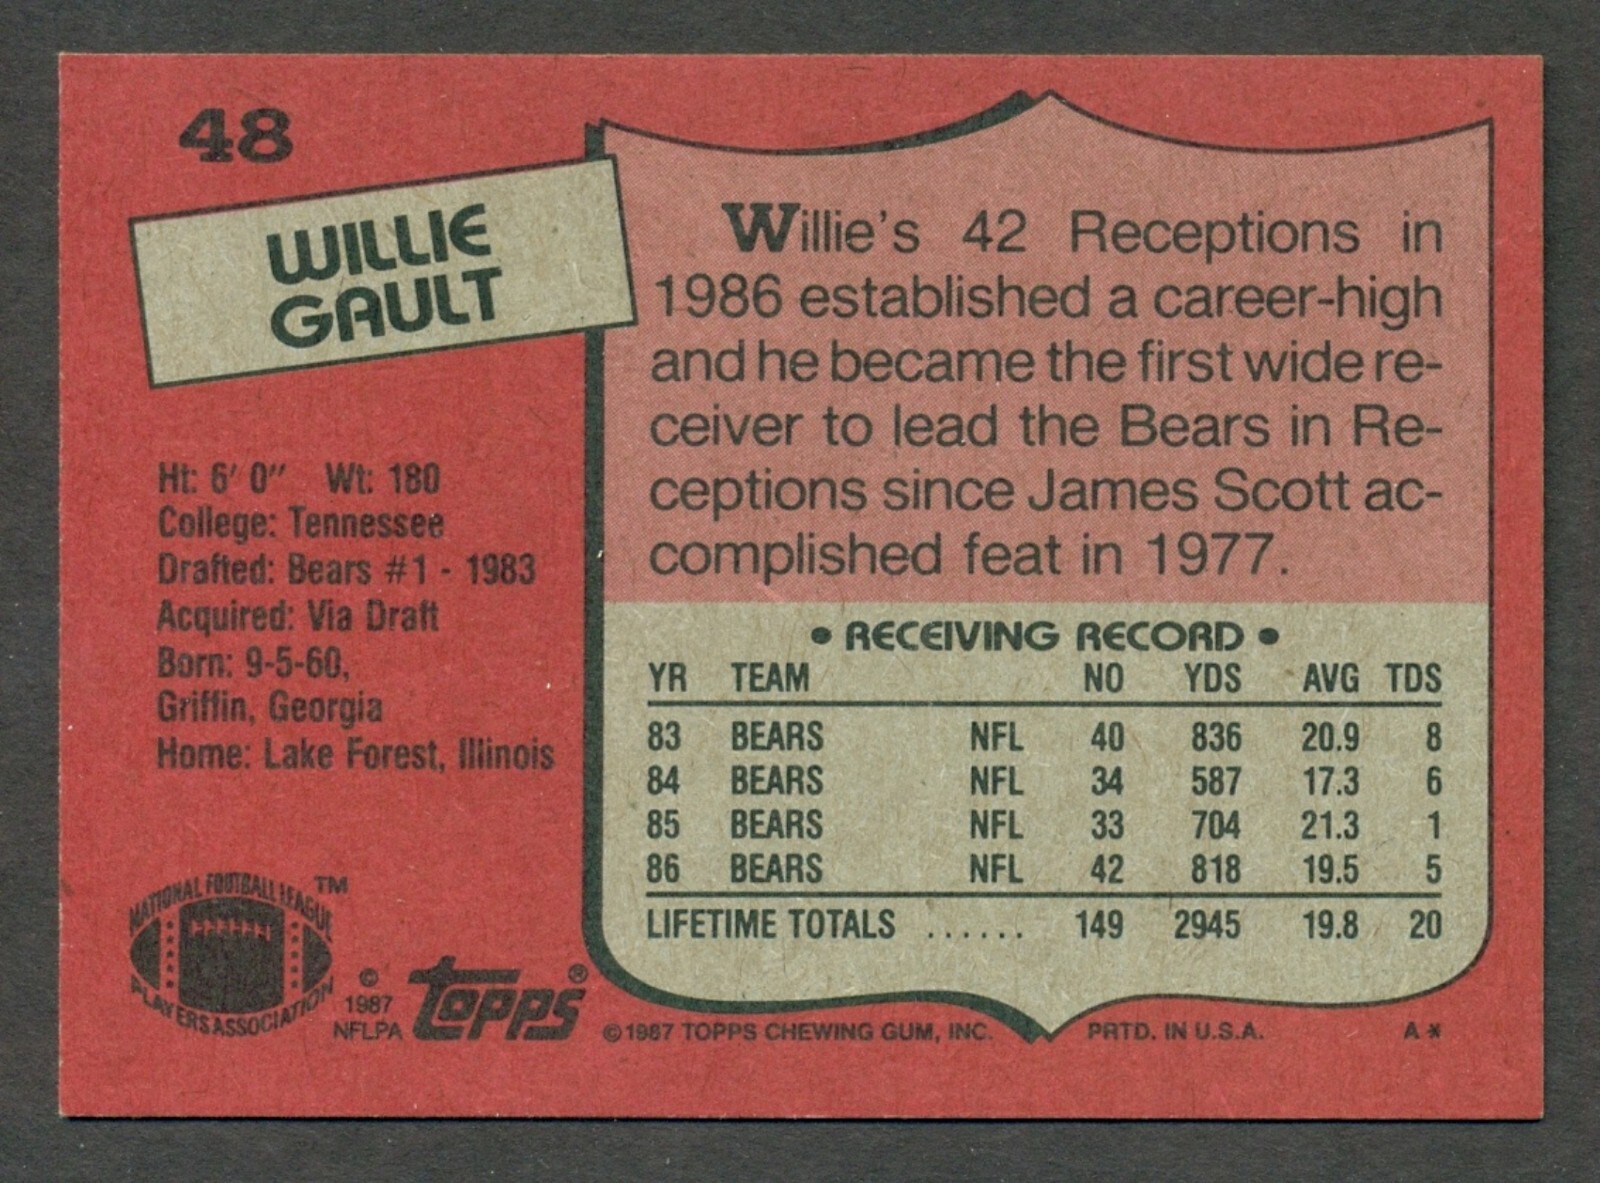 48
WILLIE
GAULT
Ht: 6' 0" Wt: 180
College: Tennessee
Drafted: Bears #1 - 1983
Acquired: Via Draft
Born: 9-5-60,
Griffin, Georgia
Home: Lake Forest, Illinois
NATIONAL FOOTBALL LEAGUE ™
PLAYERS ASSOCIATION
©
1987
NFLPA
Topps®
Willie's 42 Receptions in
1986 established a career-high
and he became the first wide re-
ceiver to lead the Bears in Re-
ceptions since James Scott ac-
complished feat in 1977.
• RECEIVING RECORD •
YR TEAM NO YDS AVG TDS
83 BEARS NFL 40 836 20.9 8
84 BEARS NFL 34 587 17.3 6
85 BEARS NFL 33 704 21.3 1
86 BEARS NFL 42 818 19.5 5
LIFETIME TOTALS ...... 149 2945 19.8 20
©1987 TOPPS CHEWING GUM, INC. PRTD. IN U.S.A. A*